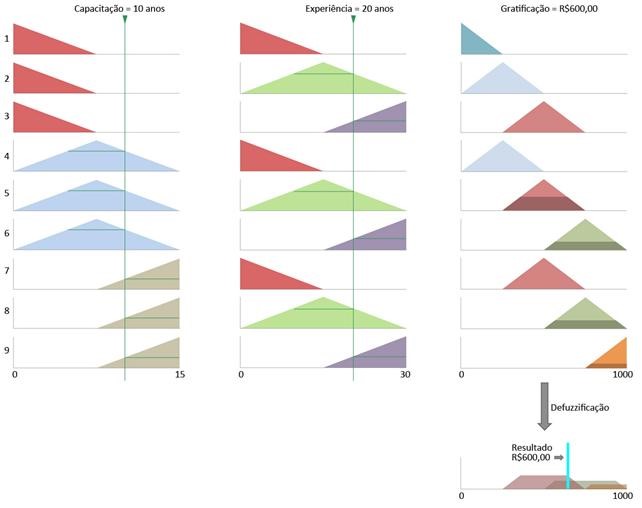 Capacitação = 10 anos
Experiência = 20 anos
Gratificação = R$600,00
1
2
3
4
5
6
7
8
9
0
15
0
30
0
1000
Defuzzificação
Resultado
R$600,00
0
1000